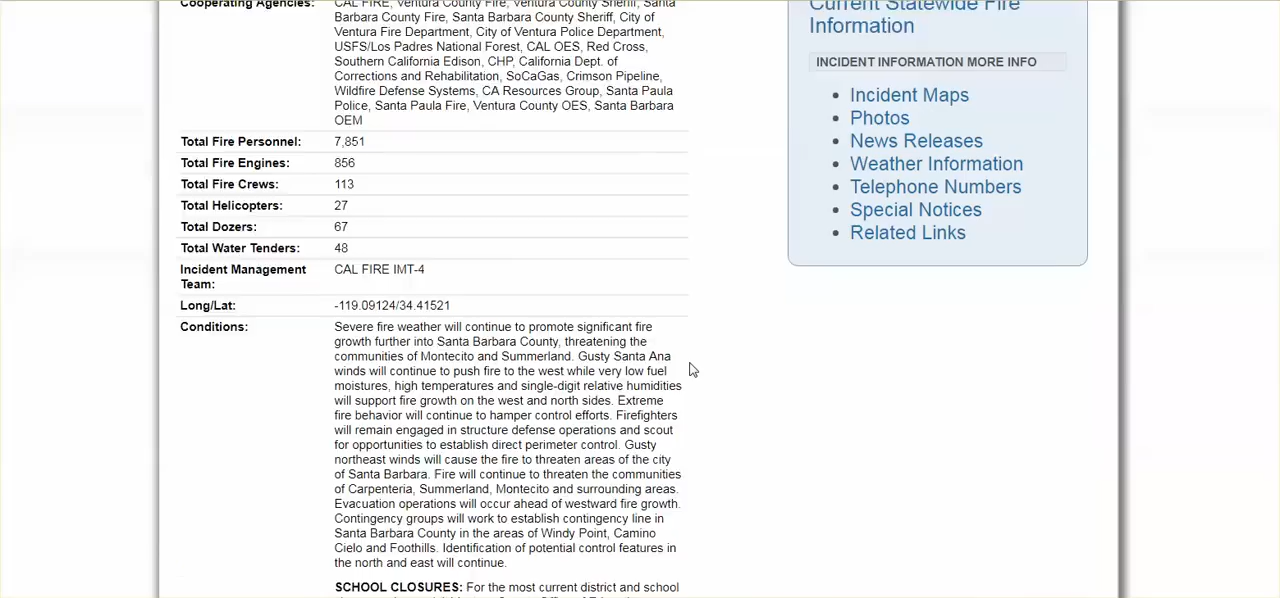 Cooperating Agencies: CAL FIRE, Ventura County Fire, Ventura County Sheriff, Santa
Barbara County Fire, Santa Barbara County Sheriff, City of
Ventura Fire Department, City of Ventura Police Department,
USFS/Los Padres National Forest, CAL OES, Red Cross,
Southern California Edison, CHP, California Dept. of
Corrections and Rehabilitation, SoCaGas, Crimson Pipeline,
Wildfire Defense Systems, CA Resources Group, Santa Paula
Police, Santa Paula Fire, Ventura County OES, Santa Barbara
OEM
Total Fire Personnel: 7,851
Total Fire Engines: 856
Total Fire Crews: 113
Total Helicopters: 27
Total Dozers: 67
Total Water Tenders: 48
Incident Management CAL FIRE IMT-4
Team:
Long/Lat: -119.09124/34.41521
Conditions: Severe fire weather will continue to promote significant fire
growth further into Santa Barbara County, threatening the
communities of Montecito and Summerland. Gusty Santa Ana
winds will continue to push fire to the west while very low fuel
moistures, high temperatures and single-digit relative humidities
will support fire growth on the west and north sides. Extreme
fire behavior will continue to hamper control efforts. Firefighters
will remain engaged in structure defense operations and scout
for opportunities to establish direct perimeter control. Gusty
northeast winds will cause the fire to threaten areas of the city
of Santa Barbara. Fire will continue to threaten the communities
of Carpenteria, Summerland, Montecito and surrounding areas.
Evacuation operations will occur ahead of westward fire growth.
Contingency groups will work to establish contingency line in
Santa Barbara County in the areas of Windy Point, Camino
Cielo and Foothills. Identification of potential control features in
the north and east will continue.
SCHOOL CLOSURES: For the most current district and school
Current Statewide Fire
Information
INCIDENT INFORMATION MORE INFO
Incident Maps
Photos
News Releases
Weather Information
Telephone Numbers
Special Notices
Related Links